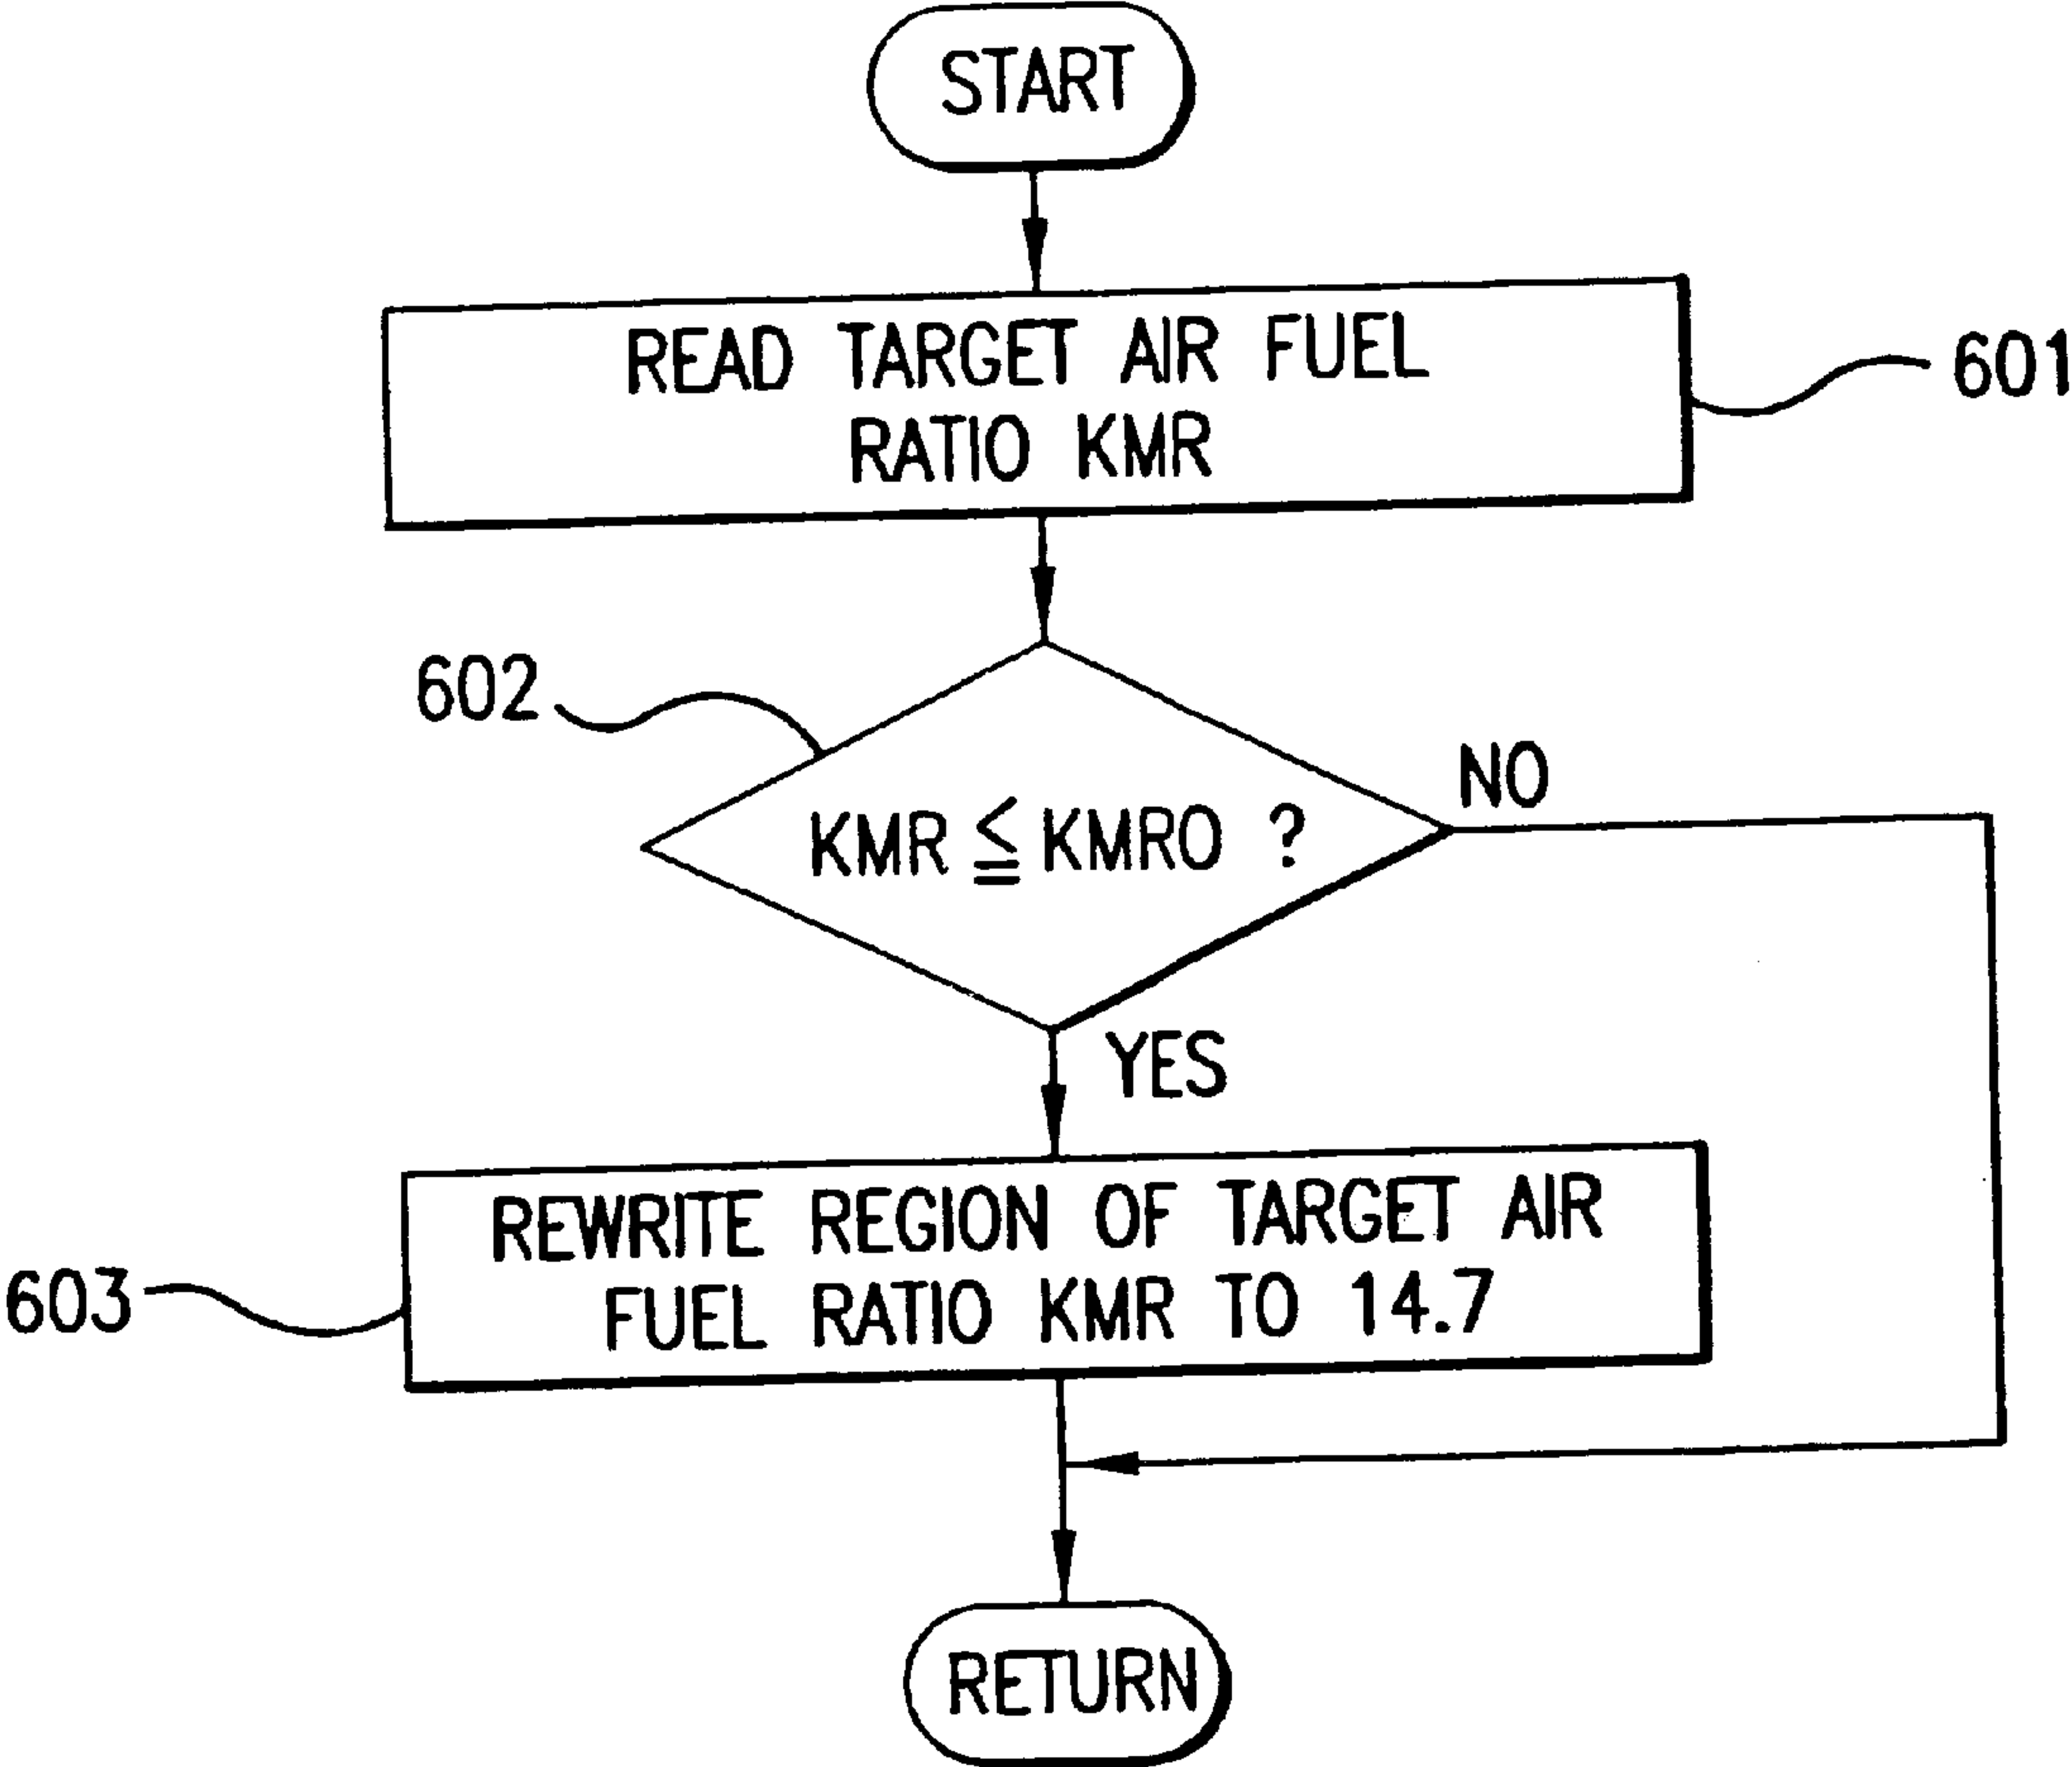 START
READ TARGET AIR FUEL
RATIO KMR
601
602
KMR ≦ KMRO ?
NO
YES
REWRITE REGION OF TARGET AIR
FUEL RATIO KMR TO 14.7
603
RETURN